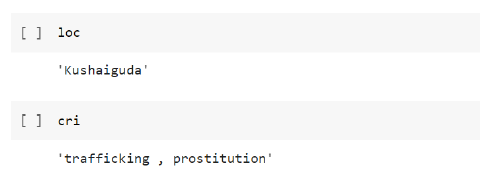 [ ] loc
'Kushaiguda'
[ ] cri
'trafficking , prostitution'